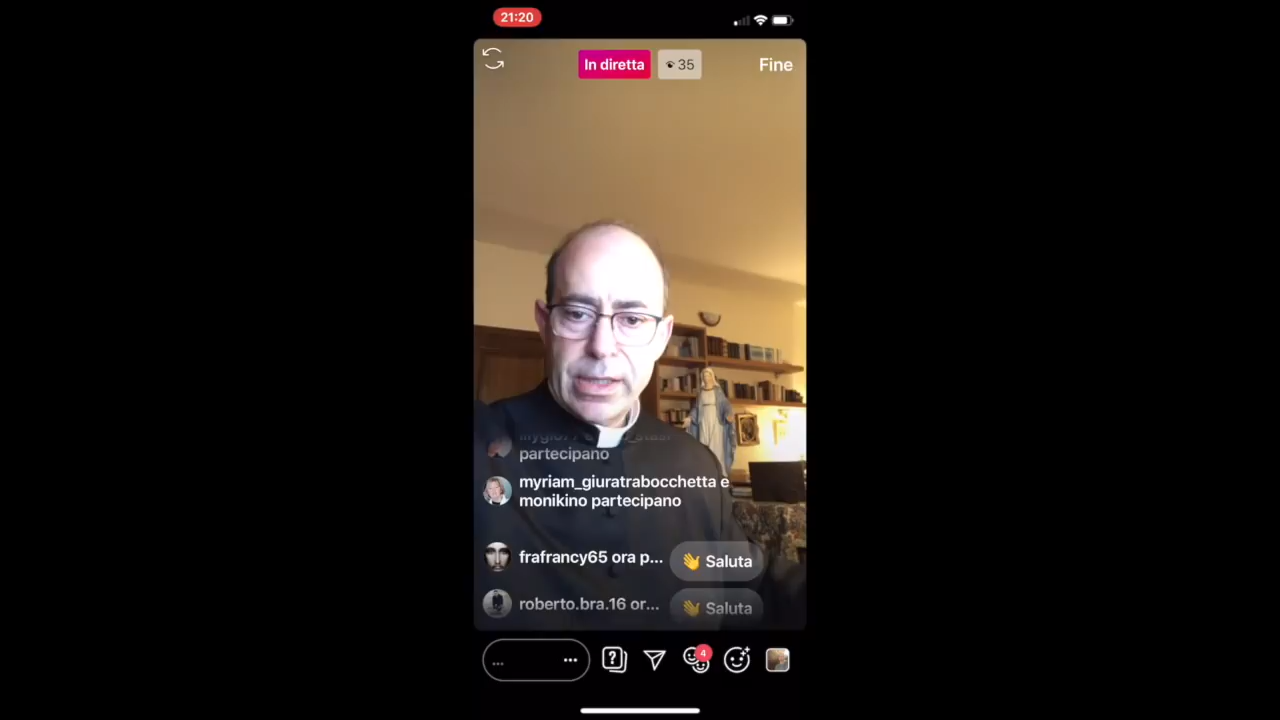 21:20
In diretta
35
Fine
partecipano
myriam_giuratrabocchetta e
monikino partecipano
frafrancy65 ora p...
👋 Saluta
roberto.bra.16 or...
👋 Saluta
...
4